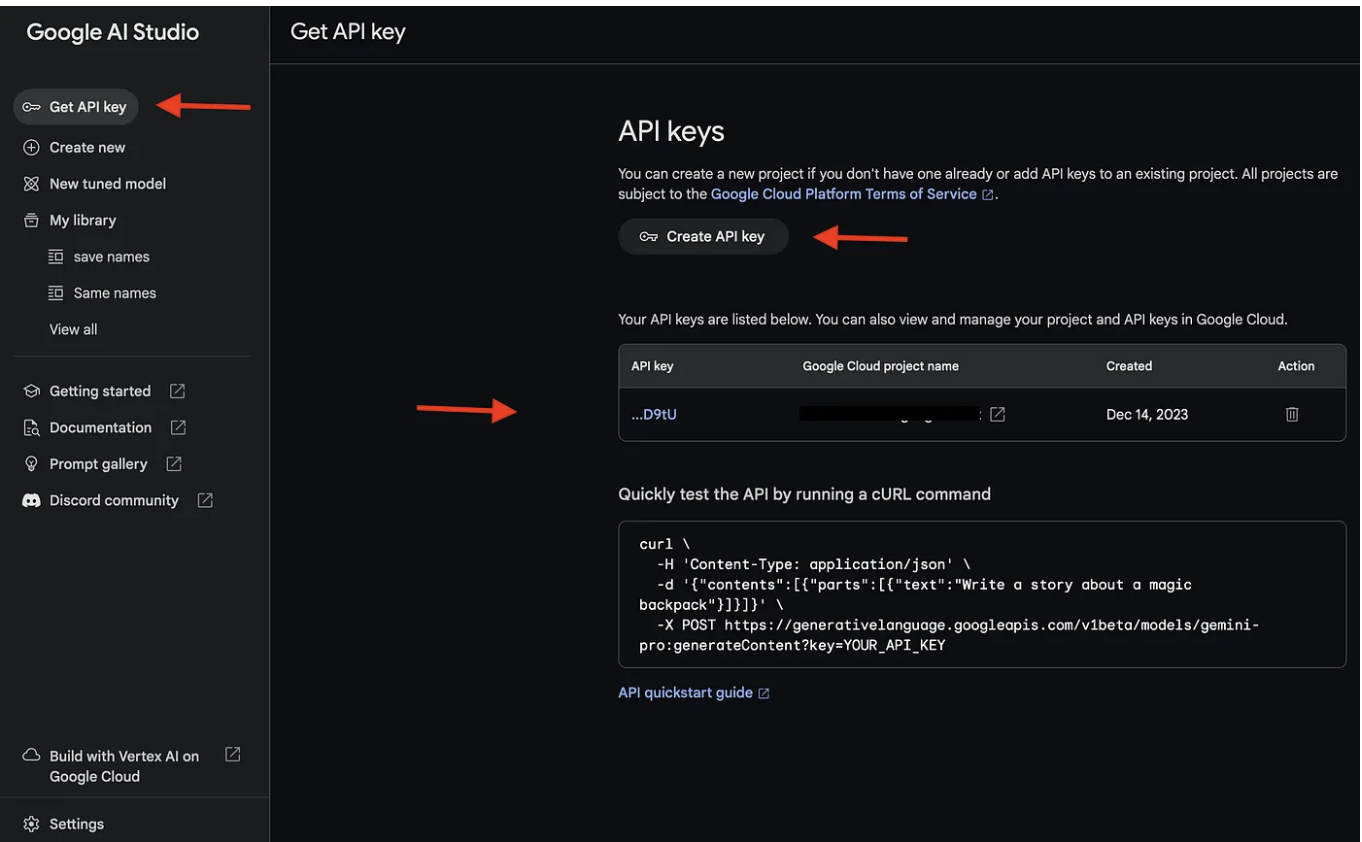 Google AI Studio
Get API key
Create new
New tuned model
My library
save names
Same names
View all
Getting started
Documentation
Prompt gallery
Discord community
Build with Vertex AI on
Google Cloud
Settings
Get API key
API keys
You can create a new project if you don't have one already or add API keys to an existing project. All projects are
subject to the Google Cloud Platform Terms of Service.
Create API key
Your API keys are listed below. You can also view and manage your project and API keys in Google Cloud.
API key Google Cloud project name Created Action
...D9tU Dec 14, 2023
Quickly test the API by running a cURL command
curl \
-H 'Content-Type: application/json' \
-d '{"contents":[{"parts":[{"text":"Write a story about a magic
backpack"}]}]}' \
-X POST https://generativelanguage.googleapis.com/v1beta/models/gemini-
pro:generateContent?key=YOUR_API_KEY
API quickstart guide